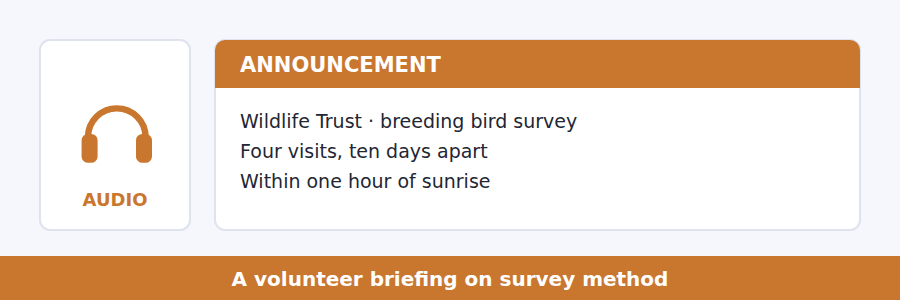 AUDIO
ANNOUNCEMENT
Wildlife Trust · breeding bird survey
Four visits, ten days apart
Within one hour of sunrise
A volunteer briefing on survey method